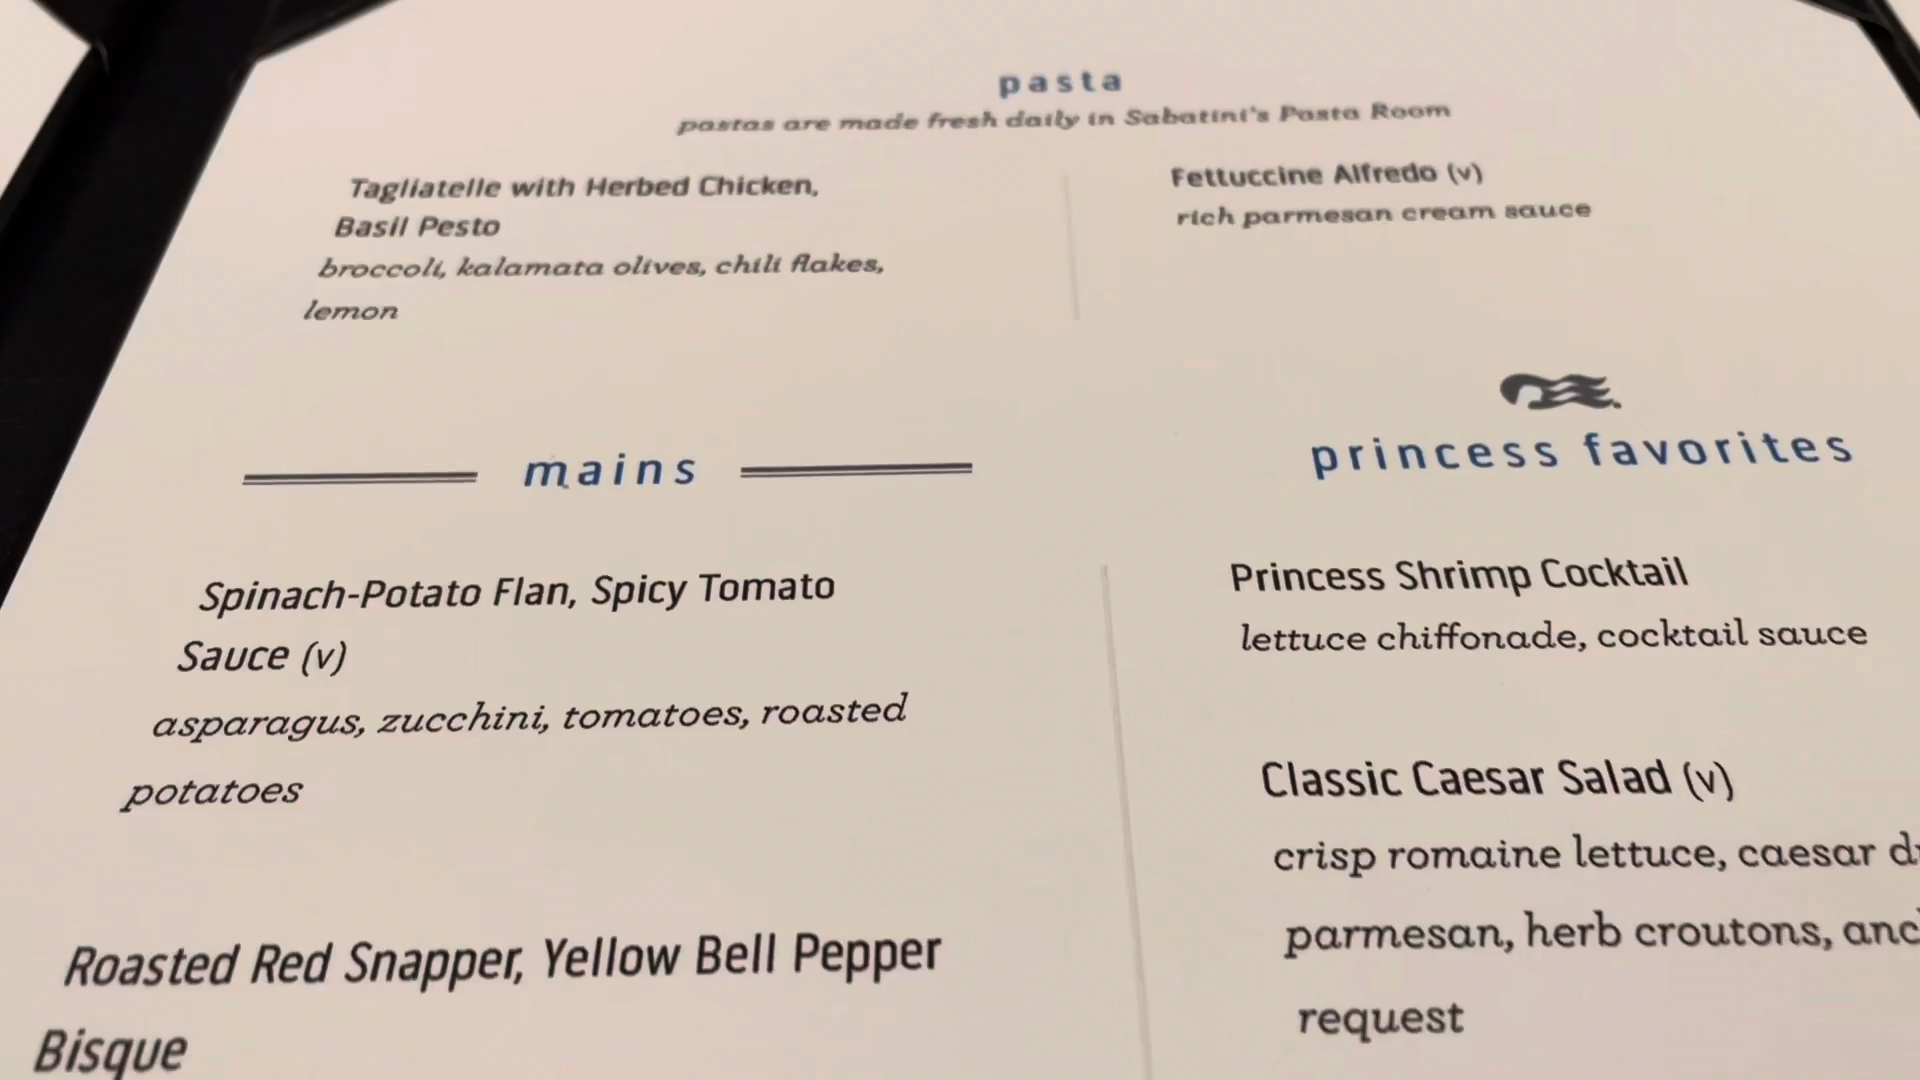 pasta
pastas are made fresh daily in Sabatini's Pasta Room
Tagliatelle with Herbed Chicken,
Basil Pesto
broccoli, kalamata olives, chili flakes,
lemon
Fettuccine Alfredo (v)
rich parmesan cream sauce
mains
Spinach-Potato Flan, Spicy Tomato
Sauce (v)
asparagus, zucchini, tomatoes, roasted
potatoes
Roasted Red Snapper, Yellow Bell Pepper
Bisque
princess favorites
Princess Shrimp Cocktail
lettuce chiffonade, cocktail sauce
Classic Caesar Salad (v)
crisp romaine lettuce, caesar
parmesan, herb croutons,
request